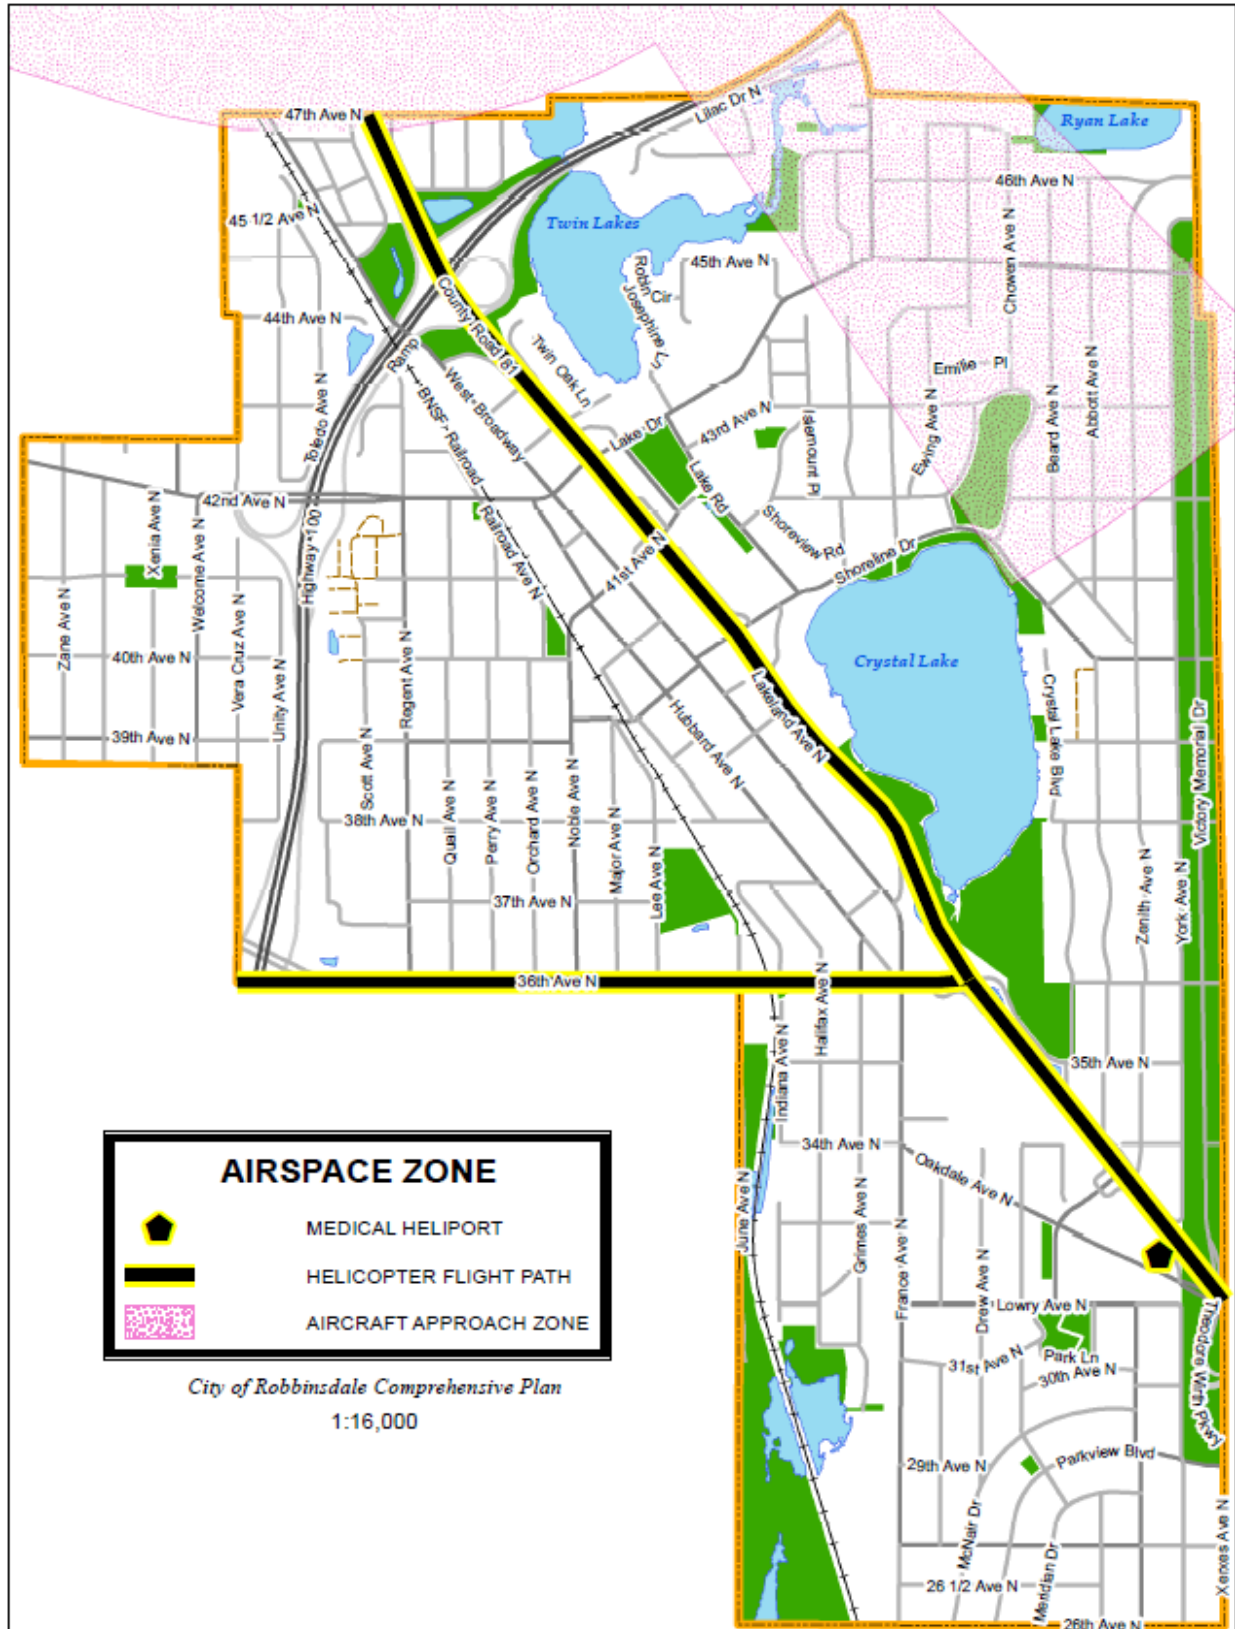 47th Ave N
Lilac Dr N
Ryan Lake
46th Ave N
45 1/2 Ave N
Twin Lakes
Chowen Ave N
45th Ave N
Robin
Cir
Josephine Ln
County Road 81
44th Ave N
Ramp
Twin Oak Ln
Emilie Pl
West Broadway
BNSF Railroad
Toledo Ave N
Lake Dr
43rd Ave N
Islemount Pl
Ewing Ave N
Beard Ave N
Abbott Ave N
42nd Ave N
Lake Rd
Xenia Ave N
Welcome Ave N
Highway 100
Railroad Ave N
41st Ave N
Shoreview Rd
Shoreline Dr
Zane Ave N
40th Ave N
Vera Cruz Ave N
Unity Ave N
Regent Ave N
Crystal Lake
Lakeland Ave N
Crystal Lake Blvd
39th Ave N
Scott Ave N
Hubbard Ave N
Victory Memorial Dr
38th Ave N
Quail Ave N
Perry Ave N
Orchard Ave N
Noble Ave N
Major Ave N
Lee Ave N
37th Ave N
Zenith Ave N
York Ave N
36th Ave N
Halifax Ave N
Indiana Ave N
35th Ave N
34th Ave N
Oakdale Ave N
June Ave N
Grimes Ave N
France Ave N
Drew Ave N
Lowry Ave N
Theodore Wirth Pkwy
31st Ave N
Park Ln
30th Ave N
29th Ave N
Parkview Blvd
McNair Dr
Meridian Dr
26 1/2 Ave N
26th Ave N
Xerxes Ave N
AIRSPACE ZONE
MEDICAL HELIPORT
HELICOPTER FLIGHT PATH
AIRCRAFT APPROACH ZONE
City of Robbinsdale Comprehensive Plan
1:16,000